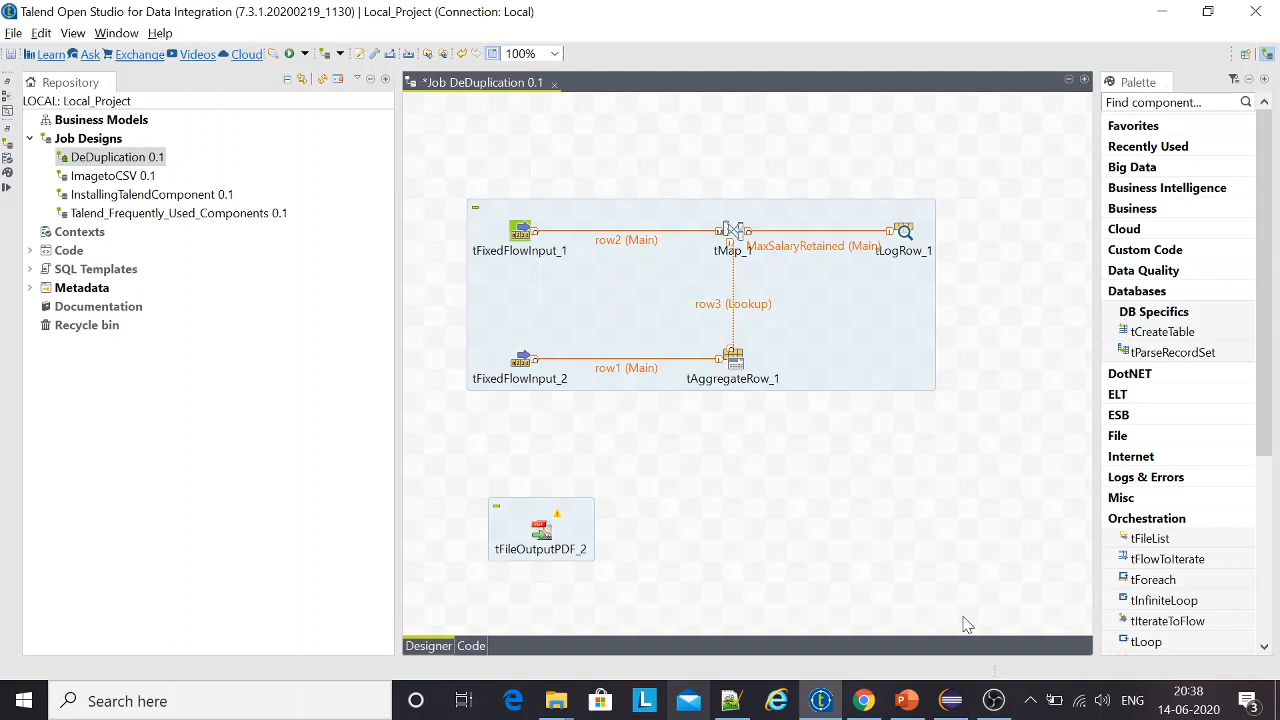 Talend Open Studio for Data Integration (7.3.1.20200219_1130) | Local_Project (Connection: Local)
File Edit View Window Help
Learn Ask Exchange Videos Cloud 100%
Repository
LOCAL: Local_Project
Business Models
Job Designs
DeDuplication 0.1
ImagetoCSV 0.1
InstallingTalendComponent 0.1
Talend_Frequently_Used_Components 0.1
Contexts
Code
SQL Templates
Metadata
Documentation
Recycle bin
*Job DeDuplication 0.1
tFixedFlowInput_1
row2 (Main)
tMap_1
MaxSalaryRetained (Main)
tLogRow_1
row3 (Lookup)
tFixedFlowInput_2
row1 (Main)
tAggregateRow_1
tFileOutputPDF_2
Designer Code
Palette
Find component...
Favorites
Recently Used
Big Data
Business Intelligence
Business
Cloud
Custom Code
Data Quality
Databases
DB Specifics
tCreateTable
tParseRecordSet
DotNET
ELT
ESB
File
Internet
Logs & Errors
Misc
Orchestration
tFileList
tFlowToIterate
tForeach
tInfiniteLoop
tIterateToFlow
tLoop
Search here
ENG
20:38
14-06-2020
3